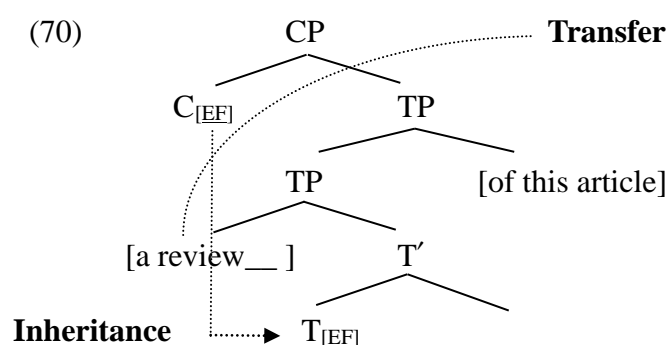 (70) CP Transfer
C[EF] TP
TP [of this article]
[a review__ ] T′
Inheritance T[EF]